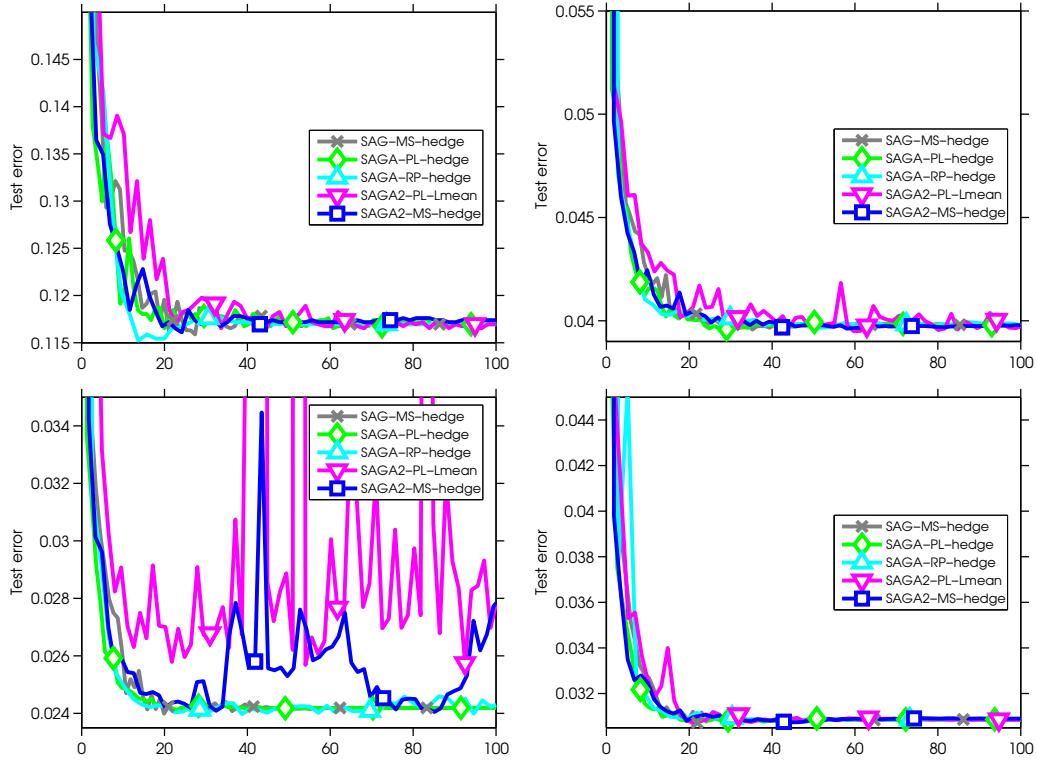 0.145
0.14
0.135
0.13
0.125
0.12
0.115
Test error
0 20 40 60 80 100
SAG-MS-hedge
SAGA-PL-hedge
SAGA-RP-hedge
SAGA2-PL-Lmean
SAGA2-MS-hedge
0.055
0.05
0.045
0.04
Test error
0 20 40 60 80 100
SAG-MS-hedge
SAGA-PL-hedge
SAGA-RP-hedge
SAGA2-PL-Lmean
SAGA2-MS-hedge
0.034
0.032
0.03
0.028
0.026
0.024
Test error
0 20 40 60 80 100
SAG-MS-hedge
SAGA-PL-hedge
SAGA-RP-hedge
SAGA2-PL-Lmean
SAGA2-MS-hedge
0.044
0.042
0.04
0.038
0.036
0.034
0.032
Test error
0 20 40 60 80 100
SAG-MS-hedge
SAGA-PL-hedge
SAGA-RP-hedge
SAGA2-PL-Lmean
SAGA2-MS-hedge